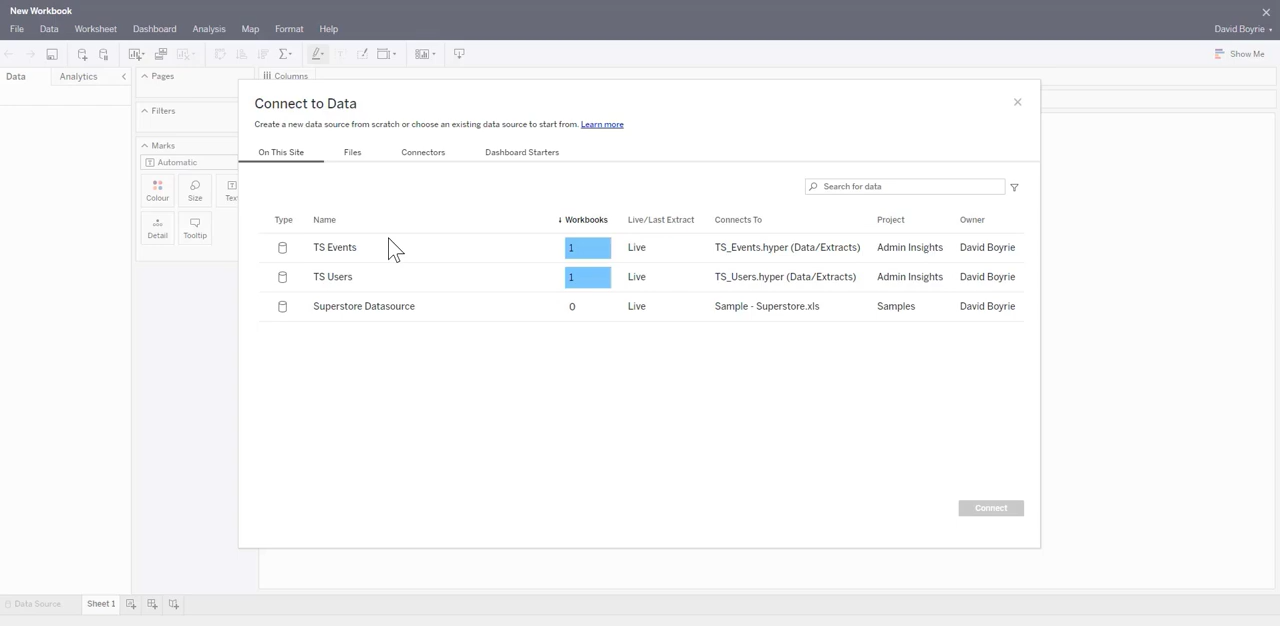 New Workbook
File Data Worksheet Dashboard Analysis Map Format Help
David Boyrie
Show Me
Data Analytics
Pages
Columns
Filters
Marks
Automatic
Colour Size Tex
Detail Tooltip
Connect to Data
Create a new data source from scratch or choose an existing data source to start from. Learn more
On This Site Files Connectors Dashboard Starters
Search for data
Type Name ↓ Workbooks Live/Last Extract Connects To Project Owner
TS Events 1 Live TS_Events.hyper (Data/Extracts) Admin Insights David Boyrie
TS Users 1 Live TS_Users.hyper (Data/Extracts) Admin Insights David Boyrie
Superstore Datasource 0 Live Sample - Superstore.xls Samples David Boyrie
Connect
Data Source Sheet 1